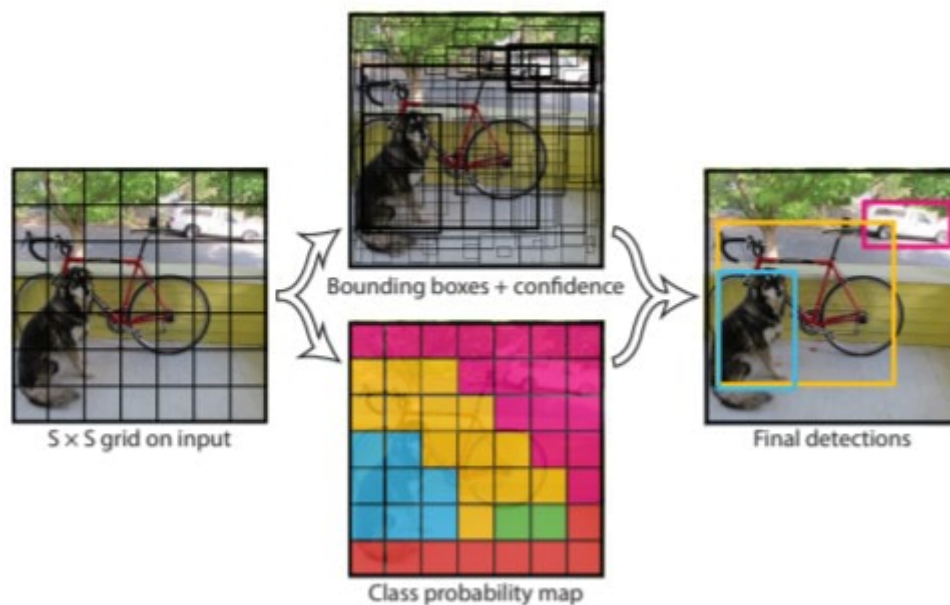 Bounding boxes + confidence
S × S grid on input
Final detections
Class probability map